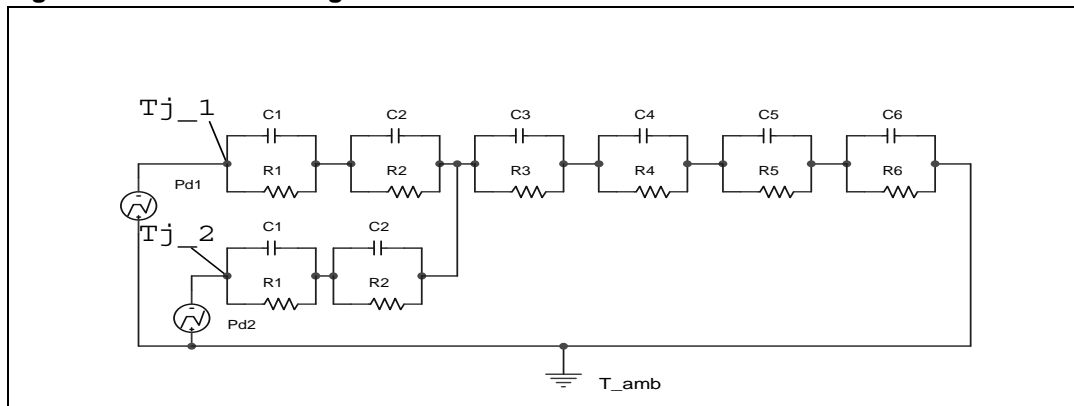 Tj_1
C1 C2 C3 C4 C5 C6
R1 R2 R3 R4 R5 R6
Pd1
Tj_2
C1 C2
R1 R2
Pd2
T_amb